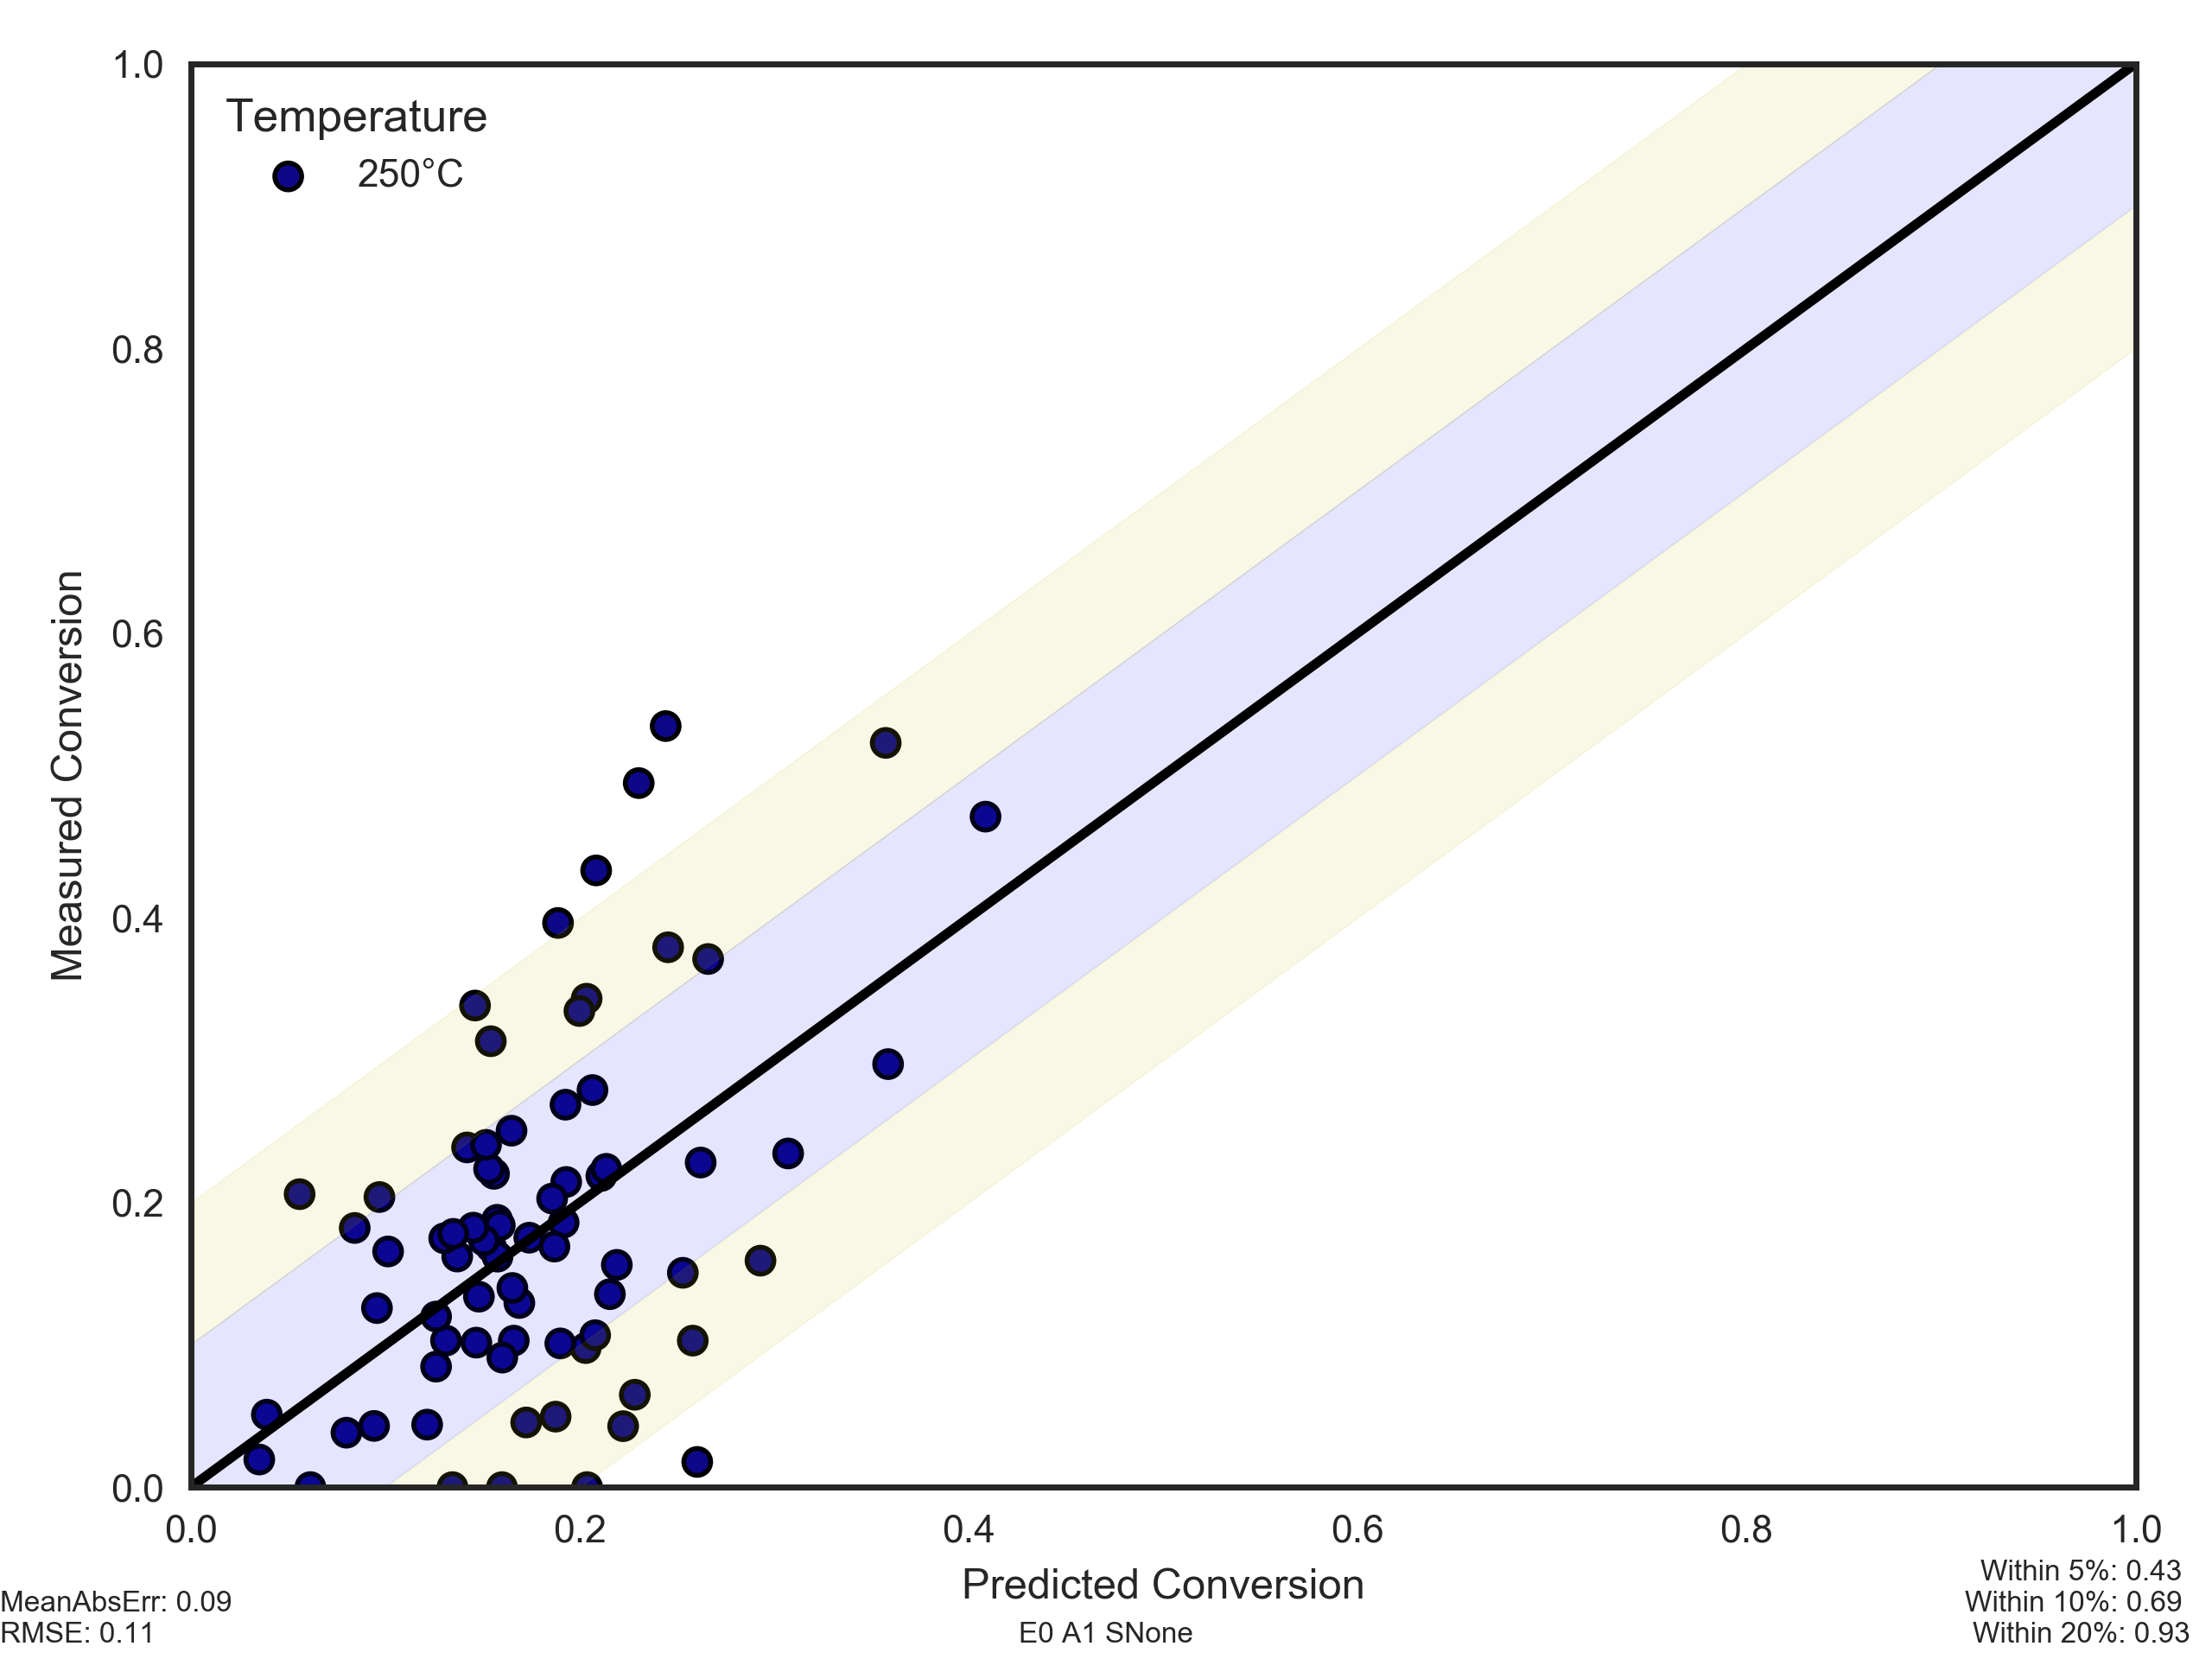 1.0
Temperature
250°C
0.8
0.6
0.4
0.2
0.0
Measured Conversion
0.0 0.2 0.4 0.6 0.8 1.0
Predicted Conversion
E0 A1 SNone
MeanAbsErr: 0.09
RMSE: 0.11
Within 5%: 0.43
Within 10%: 0.69
Within 20%: 0.93